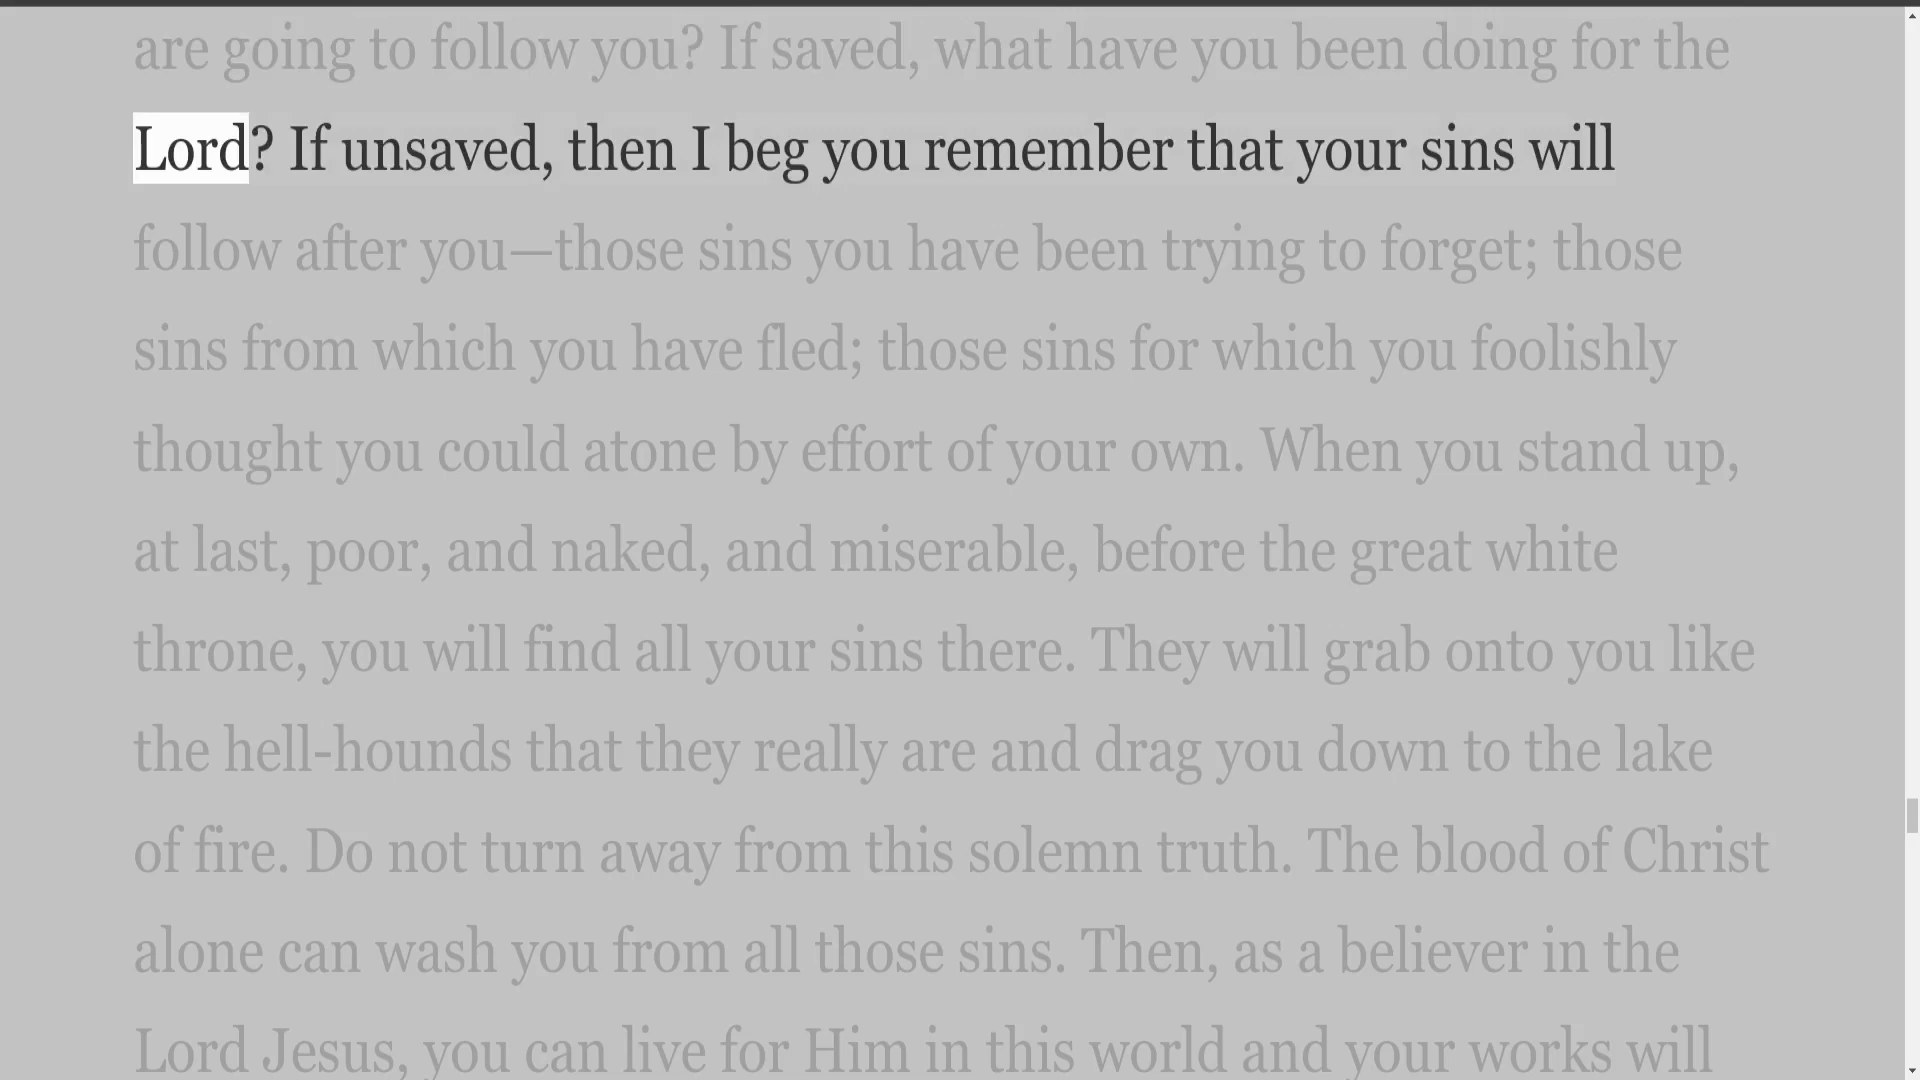 are going to follow you? If saved, what have you been doing for the
Lord? If unsaved, then I beg you remember that your sins will
follow after you—those sins you have been trying to forget; those
sins from which you have fled; those sins for which you foolishly
thought you could atone by effort of your own. When you stand up,
at last, poor, and naked, and miserable, before the great white
throne, you will find all your sins there. They will grab onto you like
the hell-hounds that they really are and drag you down to the lake
of fire. Do not turn away from this solemn truth. The blood of Christ
alone can wash you from all those sins. Then, as a believer in the
Lord Jesus, you can live for Him in this world and your works will